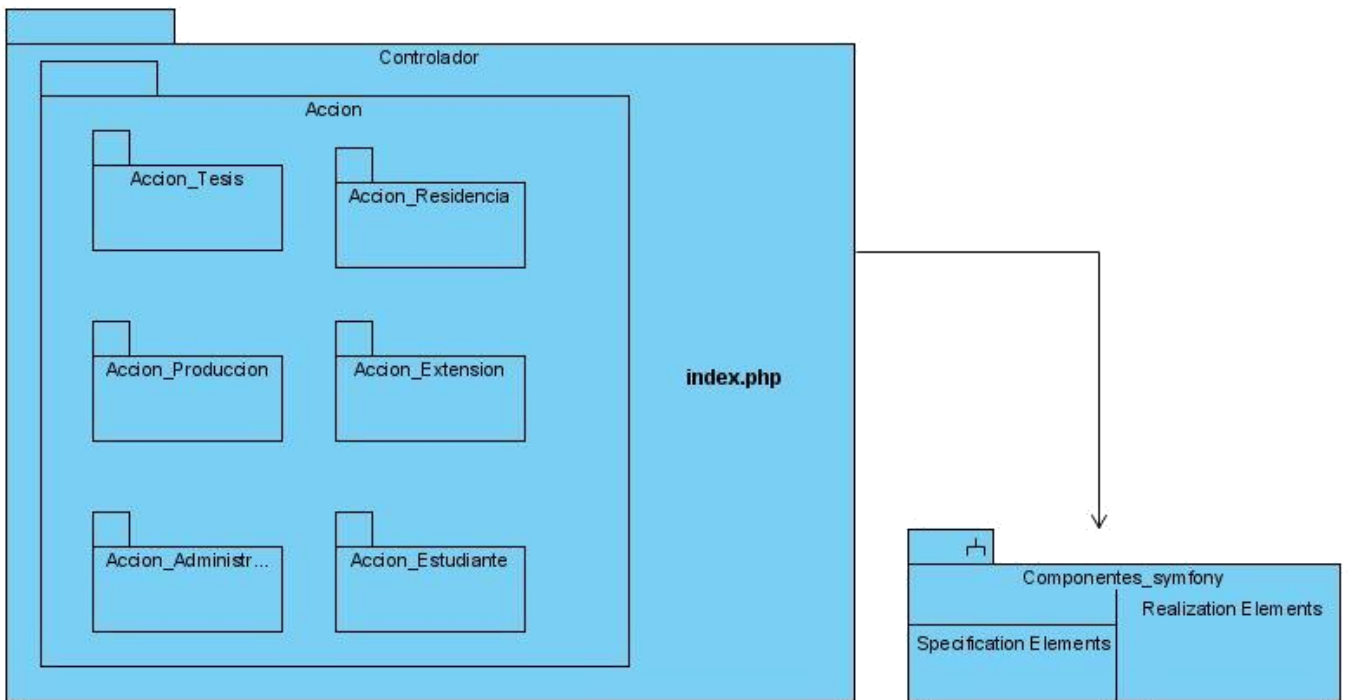 Controlador
Accion
Accion_Tesis
Accion_Residencia
Accion_Produccion
Accion_Extension
index.php
Accion_Administr...
Accion_Estudiante
Componentes_symfony
Realization Elements
Specification Elements